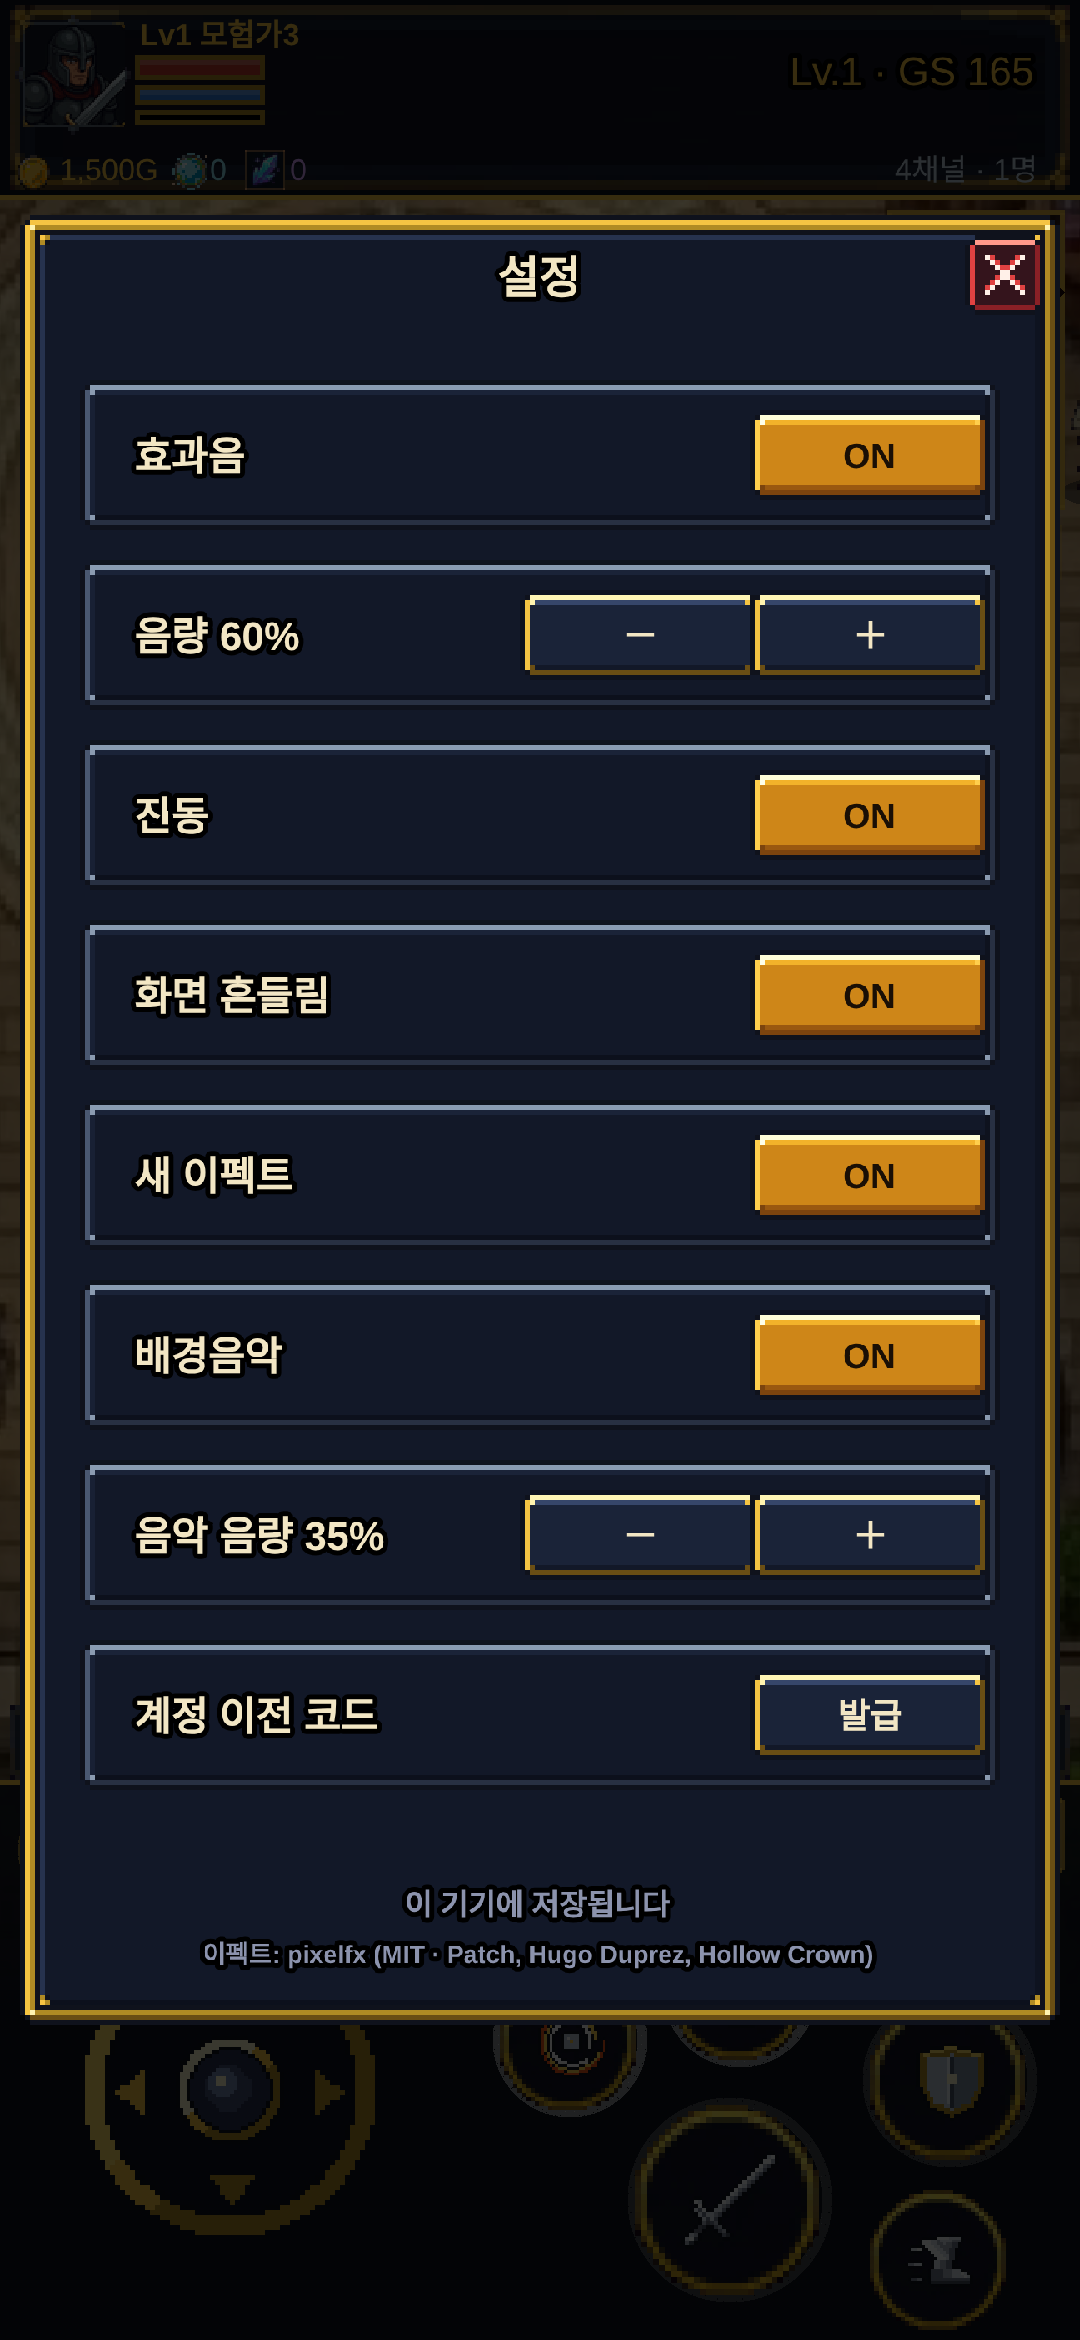 Lv1 모험가3
Lv.1 · GS 165
1,500G 0 0
4채널 · 1명
설정
효과음 ON
음량 60% − +
진동 ON
화면 흔들림 ON
새 이펙트 ON
배경음악 ON
음악 음량 35% − +
계정 이전 코드 발급
이 기기에 저장됩니다
이펙트: pixelfx (MIT · Patch, Hugo Duprez, Hollow Crown)